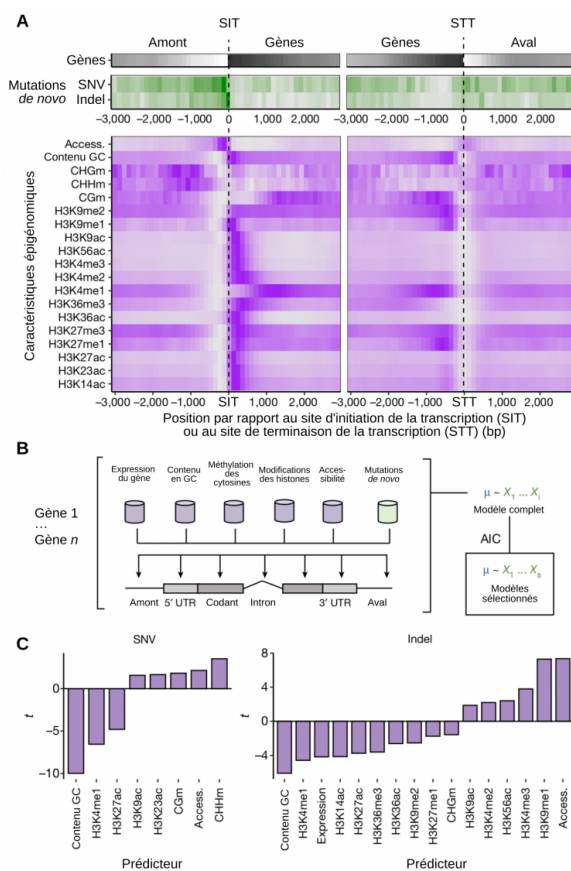 A
SIT
STT
Amont
Gènes
Gènes
Aval
Gènes
Mutations
de novo
SNV
Indel
−3,000 −2,000 −1,000 0 1,000 2,000
−3,000 −2,000 −1,000 0 1,000 2,000
Caractéristiques épigénomiques
Access.
Contenu GC
CHGm
CHHm
CGm
H3K9me2
H3K9me1
H3K9ac
H3K56ac
H3K4me3
H3K4me2
H3K4me1
H3K36me3
H3K36ac
H3K27me3
H3K27me1
H3K27ac
H3K23ac
H3K14ac
−3,000 −2,000 −1,000 SIT 1,000 2,000
−3,000 −2,000 −1,000 STT 1,000 2,000
Position par rapport au site d'initiation de la transcription (SIT)
ou au site de terminaison de la transcription (STT) (bp)
B
Expression
du gène
Contenu
en GC
Méthylation
des
cytosines
Modifications
des histones
Acces-
sibilité
Mutations
de novo
Gène 1
...
Gène n
Amont
5′ UTR
Codant
Intron
3′ UTR
Aval
μ ~ X1 ... Xi
Modèle complet
AIC
μ ~ X1 ... Xs
Modèles
sélectionnés
C
SNV
t
0
−5
−10
Contenu GC
H3K4me1
H3K27ac
H3K9ac
H3K23ac
CGm
Access.
CHHm
Prédicteur
Indel
t
8
4
0
−4
Contenu GC
H3K4me1
Expression
H3K14ac
H3K27ac
H3K36me3
H3K36ac
H3K9me2
H3K27me1
CHGm
H3K9ac
H3K4me2
H3K56ac
H3K4me3
H3K9me1
Access.
Prédicteur